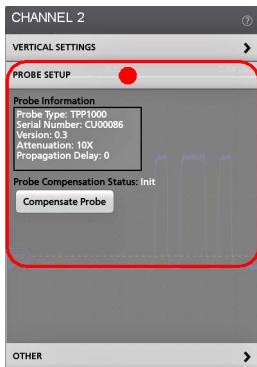 CHANNEL 2
VERTICAL SETTINGS
PROBE SETUP
Probe Information
Probe Type: TPP1000
Serial Number: CU00086
Version: 0.3
Attenuation: 10X
Propagation Delay: 0
Probe Compensation Status: Init
Compensate Probe
OTHER